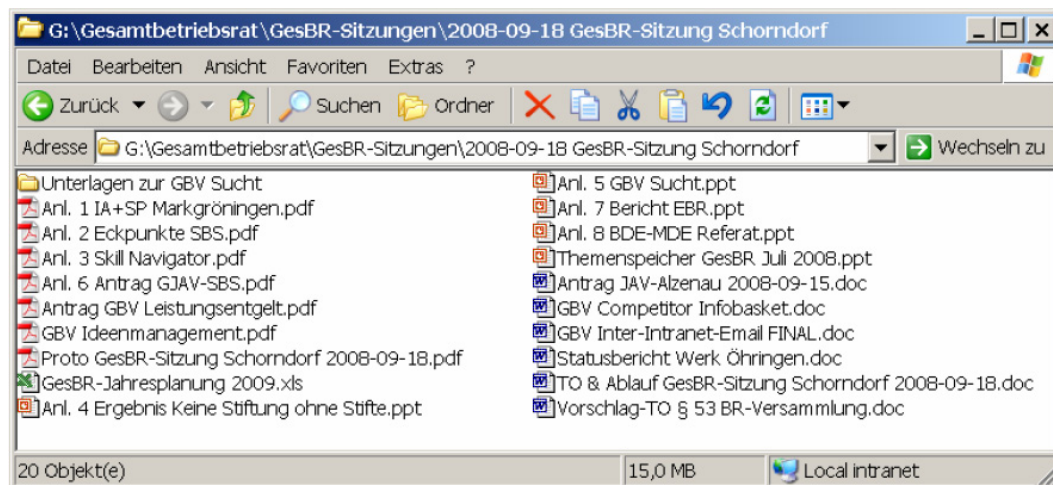 G:\Gesamtbetriebsrat\GesBR-Sitzungen\2008-09-18 GesBR-Sitzung Schorndorf
Datei Bearbeiten Ansicht Favoriten Extras ?
Zurück Suchen Ordner
Adresse G:\Gesamtbetriebsrat\GesBR-Sitzungen\2008-09-18 GesBR-Sitzung Schorndorf Wechseln zu
Unterlagen zur GBV Sucht
Anl. 1 IA+SP Markgröningen.pdf
Anl. 2 Eckpunkte SBS.pdf
Anl. 3 Skill Navigator.pdf
Anl. 6 Antrag GJAV-SBS.pdf
Antrag GBV Leistungsentgelt.pdf
GBV Ideenmanagement.pdf
Proto GesBR-Sitzung Schorndorf 2008-09-18.pdf
GesBR-Jahresplanung 2009.xls
Anl. 4 Ergebnis Keine Stiftung ohne Stifte.ppt
Anl. 5 GBV Sucht.ppt
Anl. 7 Bericht EBR.ppt
Anl. 8 BDE-MDE Referat.ppt
Themenspeicher GesBR Juli 2008.ppt
Antrag JAV-Alzenau 2008-09-15.doc
GBV Competitor Infobasket.doc
GBV Inter-Intranet-Email FINAL.doc
Statusbericht Werk Öhringen.doc
TO & Ablauf GesBR-Sitzung Schorndorf 2008-09-18.doc
Vorschlag-TO § 53 BR-Versammlung.doc
20 Objekt(e) 15,0 MB Local intranet